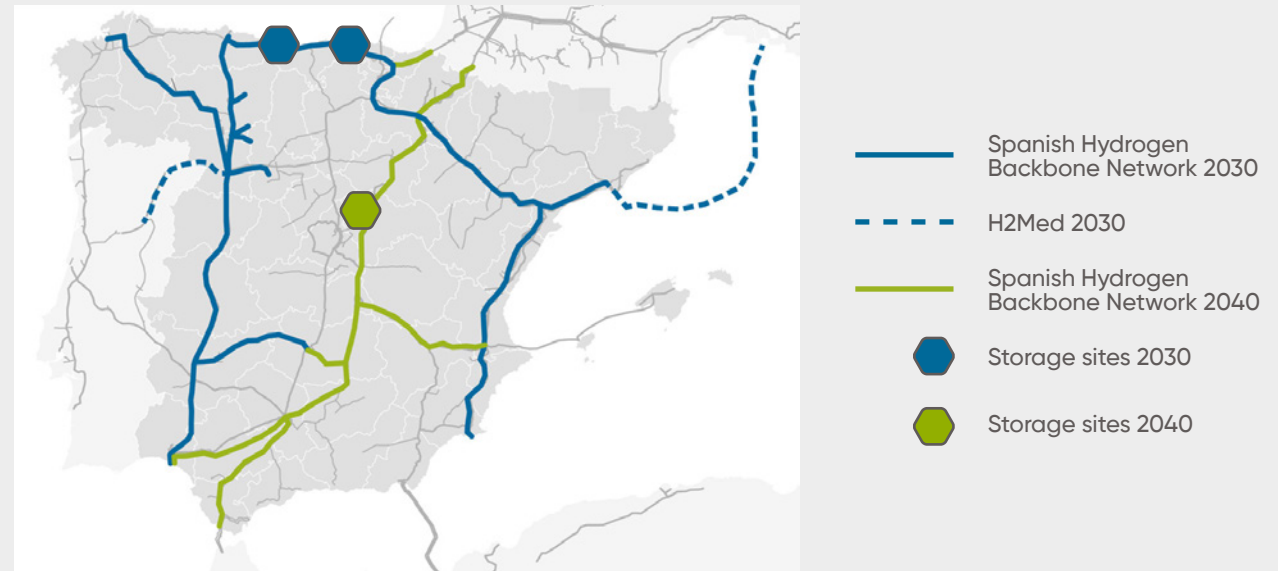 Spanish Hydrogen
Backbone Network 2030
H2Med 2030
Spanish Hydrogen
Backbone Network 2040
Storage sites 2030
Storage sites 2040